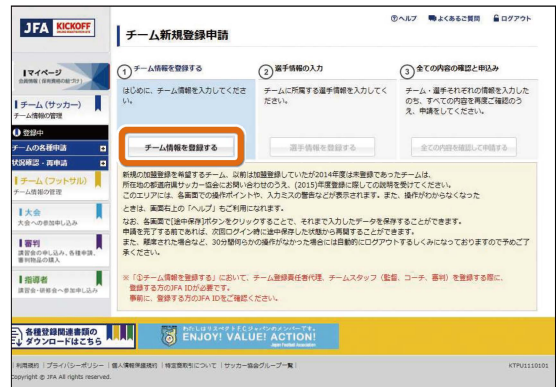 JFA KICKOFF
ヘルプ よくあるご質問 ログアウト
チーム新規登録申請
マイページ
チーム (サッカー)
チーム情報の管理
登録中
チームの各種申請
状況確認・再申請
チーム (フットサル)
チーム情報の管理
大会
大会への参加申し込み
審判
講習会の申し込み、各種申請、
審判物品の購入
指導者
講習会・研修会へ参加申し込み
1 チーム情報を登録する
はじめに、チーム情報を入力してくださ
い。
チーム情報を登録する
2 選手情報の入力
チームに所属する選手情報を入力してく
ださい。
選手情報を登録する
3 全ての内容の確認と申込み
チーム・選手それぞれの情報を入力した
のち、すべての内容を再度ご確認のう
え、申請をしてください。
全ての内容を確認して申請する
新規の加盟登録を希望するチーム、以前は加盟登録していたが2014年度は未登録であったチームは、
所在地の都道府県サッカー協会にお問い合わせのうえ、(2015)年度登録に際しての説明を受けてください。
このエリアには、各画面での操作ポイントや、入力ミスの警告などが表示されます。また、操作がわからなくなった
ときは、画面右上の「ヘルプ」もご利用になれます。
なお、各画面で[途中保存]ボタンをクリックすることで、それまで入力したデータを保存することができます。
申請を完了する前であれば、次回ログイン時に途中保存した状態から再開することができます。
また、離席された場合など、30分間何らかの操作がなかった場合には自動的にログアウトするしくみになっておりますので予めご了
承ください。
※「①チーム情報を登録する」において、チーム登録責任者代理、チームスタッフ（監督、コーチ、審判）を登録する際に、
登録する方のJFA IDが必要です。
事前に、登録する方のJFA IDをご確認ください。
各種登録関連書類の
ダウンロードはこちら
わたしはリスペクトFCジャパンのメンバーです。
ENJOY! VALUE! ACTION!
Japan Football Association
利用規約 | プライバシーポリシー | 個人情報保護規約 | 特定商取引について | サッカー協会グループ一覧 |
KTPU1110101
Copyright © JFA All rights reserved.